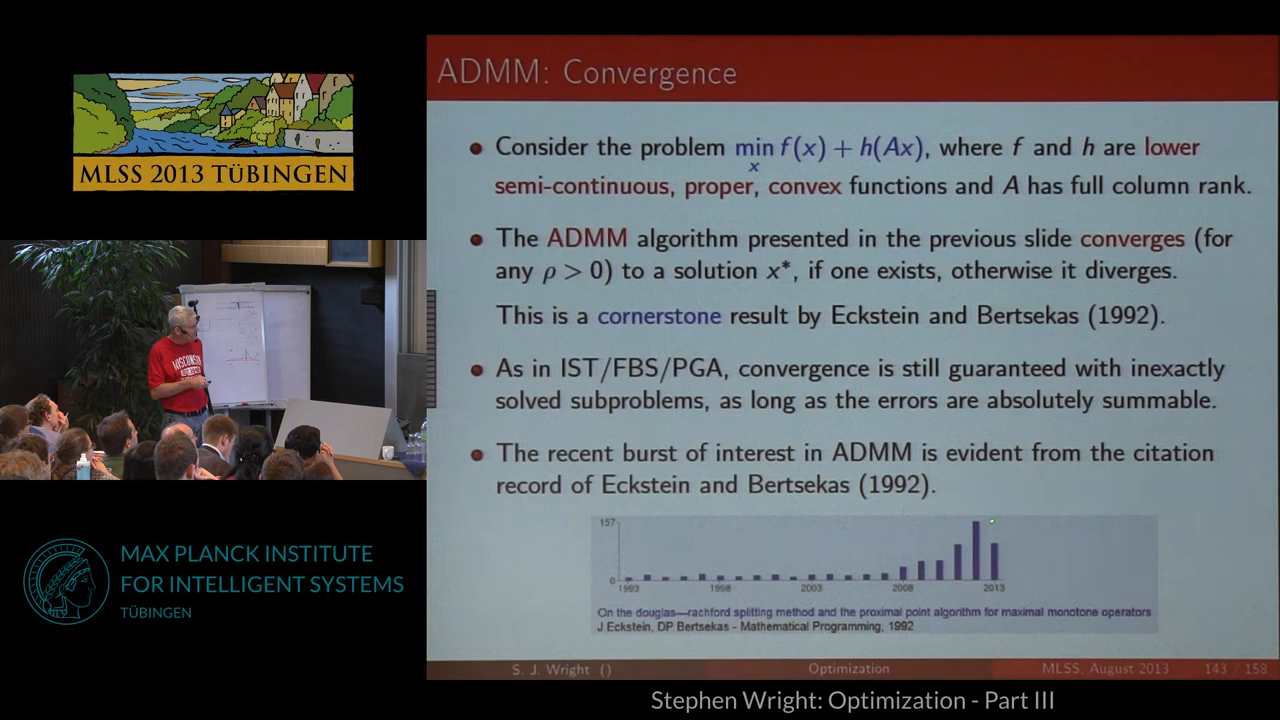 MLSS 2013 TÜBINGEN
WISCONSIN
MAX PLANCK INSTITUTE
FOR INTELLIGENT SYSTEMS
TÜBINGEN
ADMM: Convergence
Consider the problem min f(x) + h(Ax), where f and h are lower
x
semi-continuous, proper, convex functions and A has full column rank.
The ADMM algorithm presented in the previous slide converges (for
any ρ > 0) to a solution x*, if one exists, otherwise it diverges.
This is a cornerstone result by Eckstein and Bertsekas (1992).
As in IST/FBS/PGA, convergence is still guaranteed with inexactly
solved subproblems, as long as the errors are absolutely summable.
The recent burst of interest in ADMM is evident from the citation
record of Eckstein and Bertsekas (1992).
157
0
1993 1998 2003 2008 2013
On the douglas—rachford splitting method and the proximal point algorithm for maximal monotone operators
J Eckstein, DP Bertsekas - Mathematical Programming, 1992
S. J. Wright () Optimization MLSS, August 2013 143 / 158
Stephen Wright: Optimization - Part III